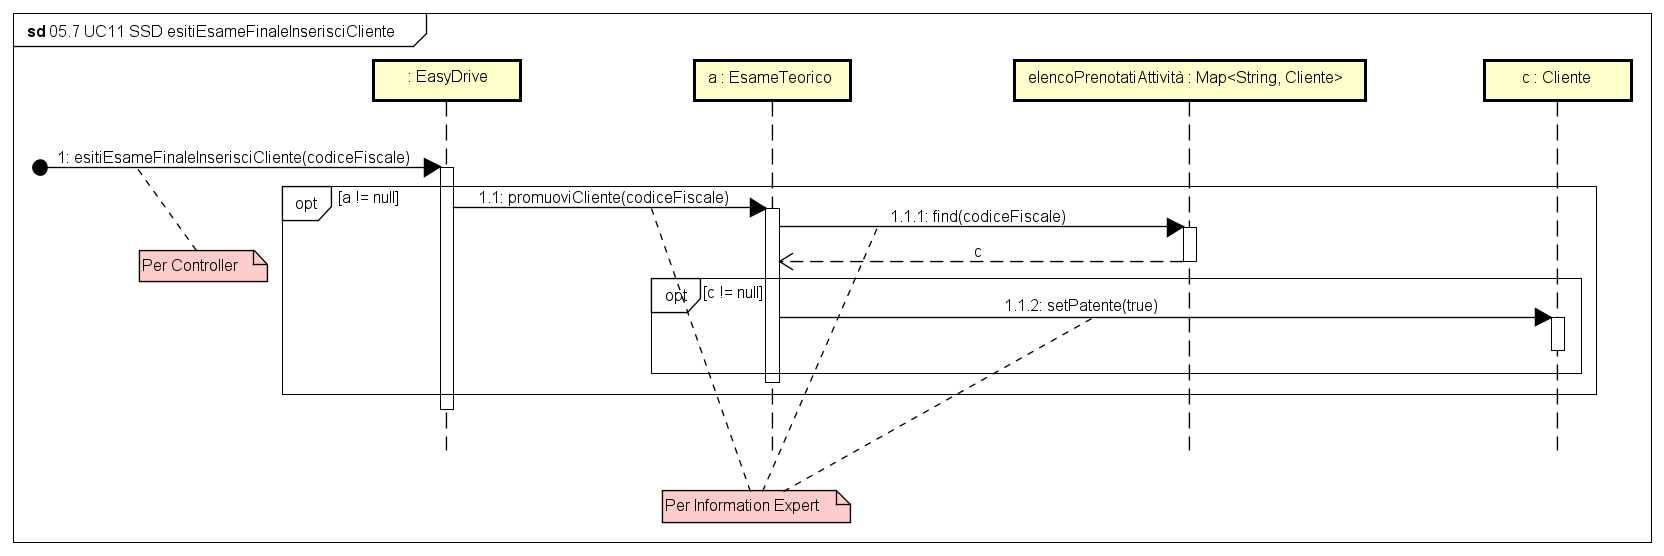 sd 05.7 UC11 SSD esitiEsameFinaleInserisciCliente
: EasyDrive
a : EsameTeorico
elencoPrenotatiAttività : Map<String, Cliente>
c : Cliente
1: esitiEsameFinaleInserisciCliente(codiceFiscale)
opt
[a != null]
1.1: promuoviCliente(codiceFiscale)
1.1.1: find(codiceFiscale)
c
Per Controller
opt
[c != null]
1.1.2: setPatente(true)
Per Information Expert